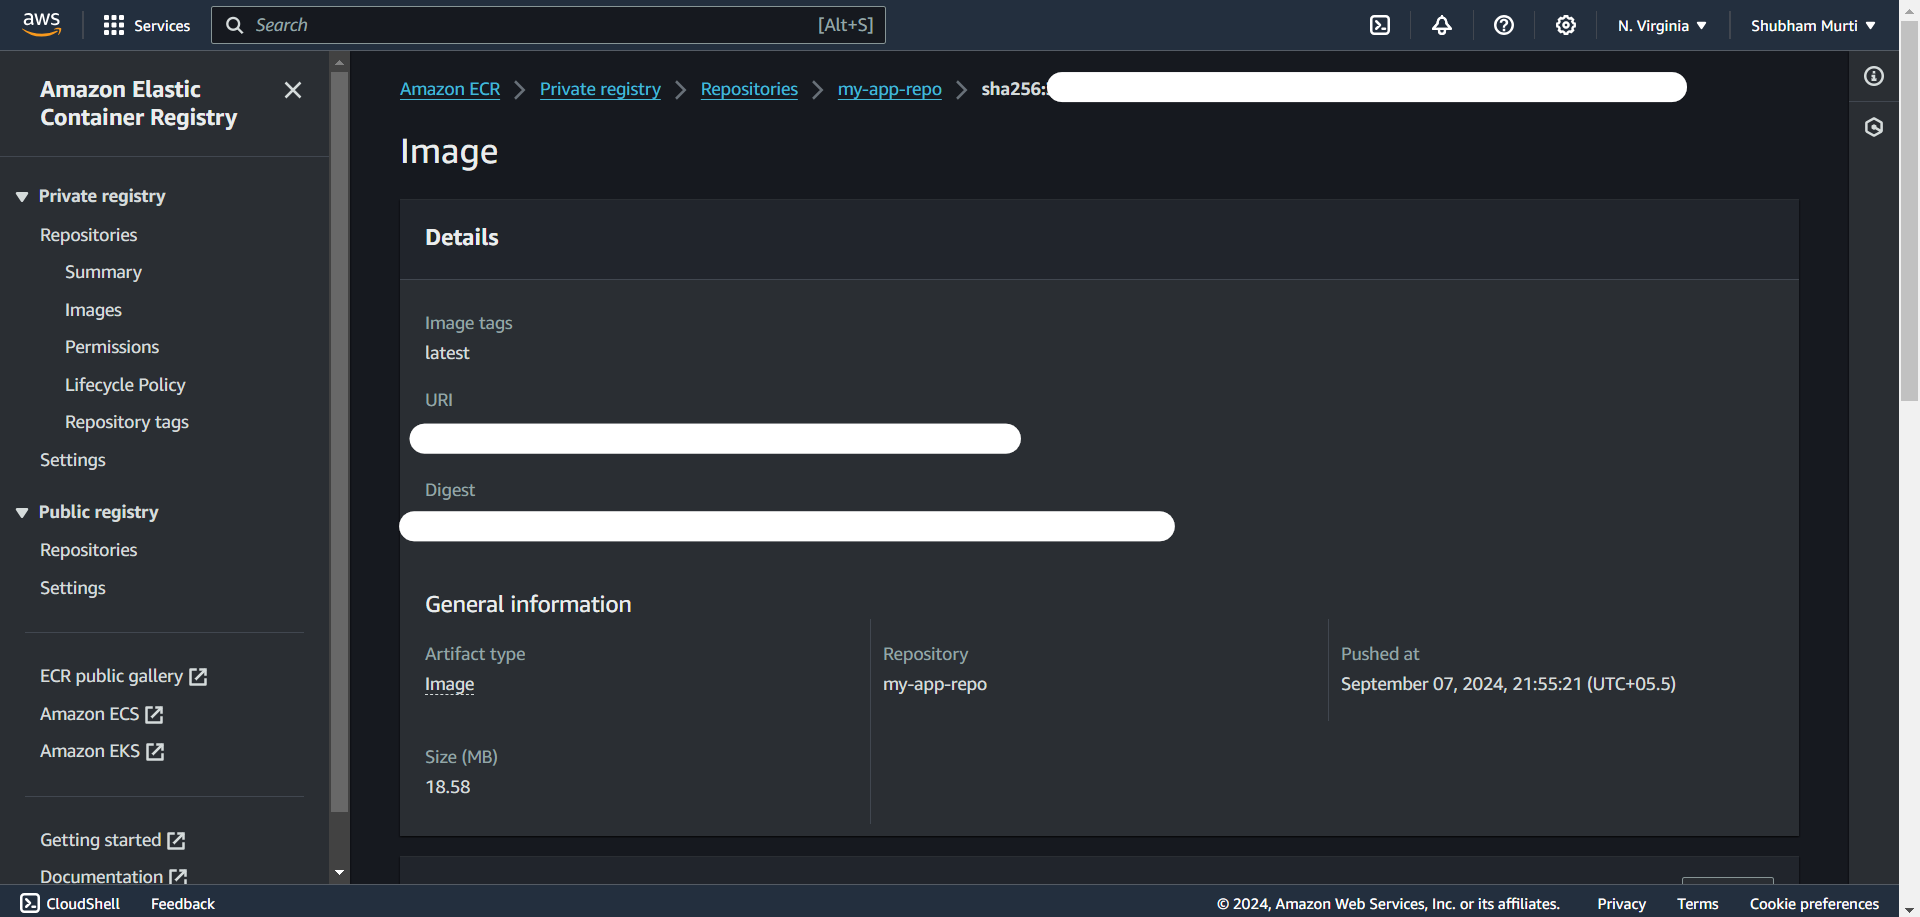 aws
Services
Search
[Alt+S]
N. Virginia
Shubham Murti
Amazon Elastic
Container Registry
Private registry
Repositories
Summary
Images
Permissions
Lifecycle Policy
Repository tags
Settings
Public registry
Repositories
Settings
ECR public gallery
Amazon ECS
Amazon EKS
Getting started
Documentation
Amazon ECR
Private registry
Repositories
my-app-repo
sha256:
Image
Details
Image tags
latest
URI
Digest
General information
Artifact type
Image
Repository
my-app-repo
Pushed at
September 07, 2024, 21:55:21 (UTC+05.5)
Size (MB)
18.58
CloudShell
Feedback
© 2024, Amazon Web Services, Inc. or its affiliates.
Privacy
Terms
Cookie preferences